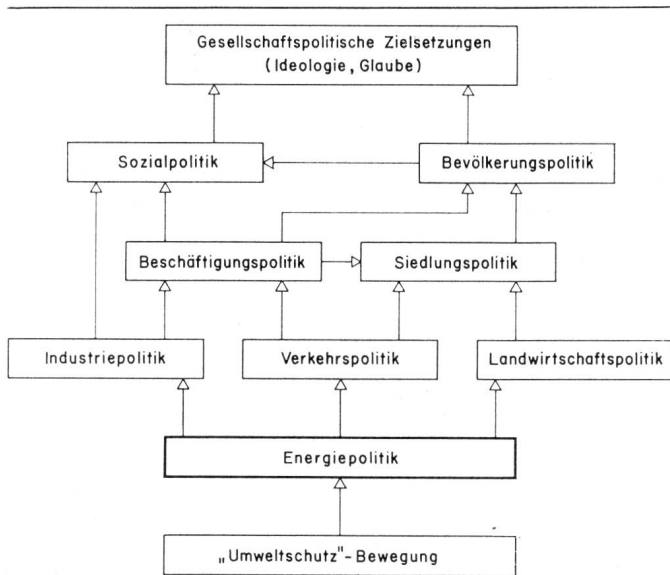 Gesellschaftspolitische Zielsetzungen
(Ideologie, Glaube)
Sozialpolitik
Bevölkerungspolitik
Beschäftigungspolitik
Siedlungspolitik
Industriepolitik
Verkehrspolitik
Landwirtschaftspolitik
Energiepolitik
„Umweltschutz"-Bewegung